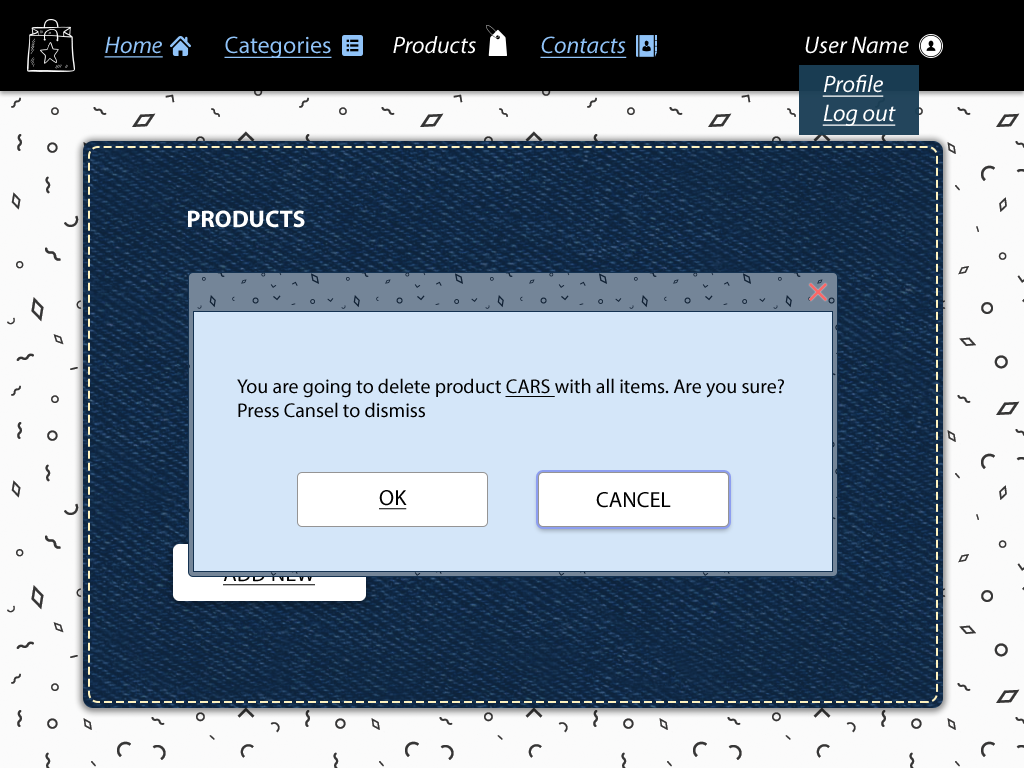 Home Categories Products Contacts User Name
Profile
Log out
PRODUCTS
You are going to delete product CARS with all items. Are you sure?
Press Cansel to dismiss
OK CANCEL
ADD NEW